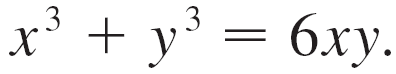 x³ + y³ = 6xy.